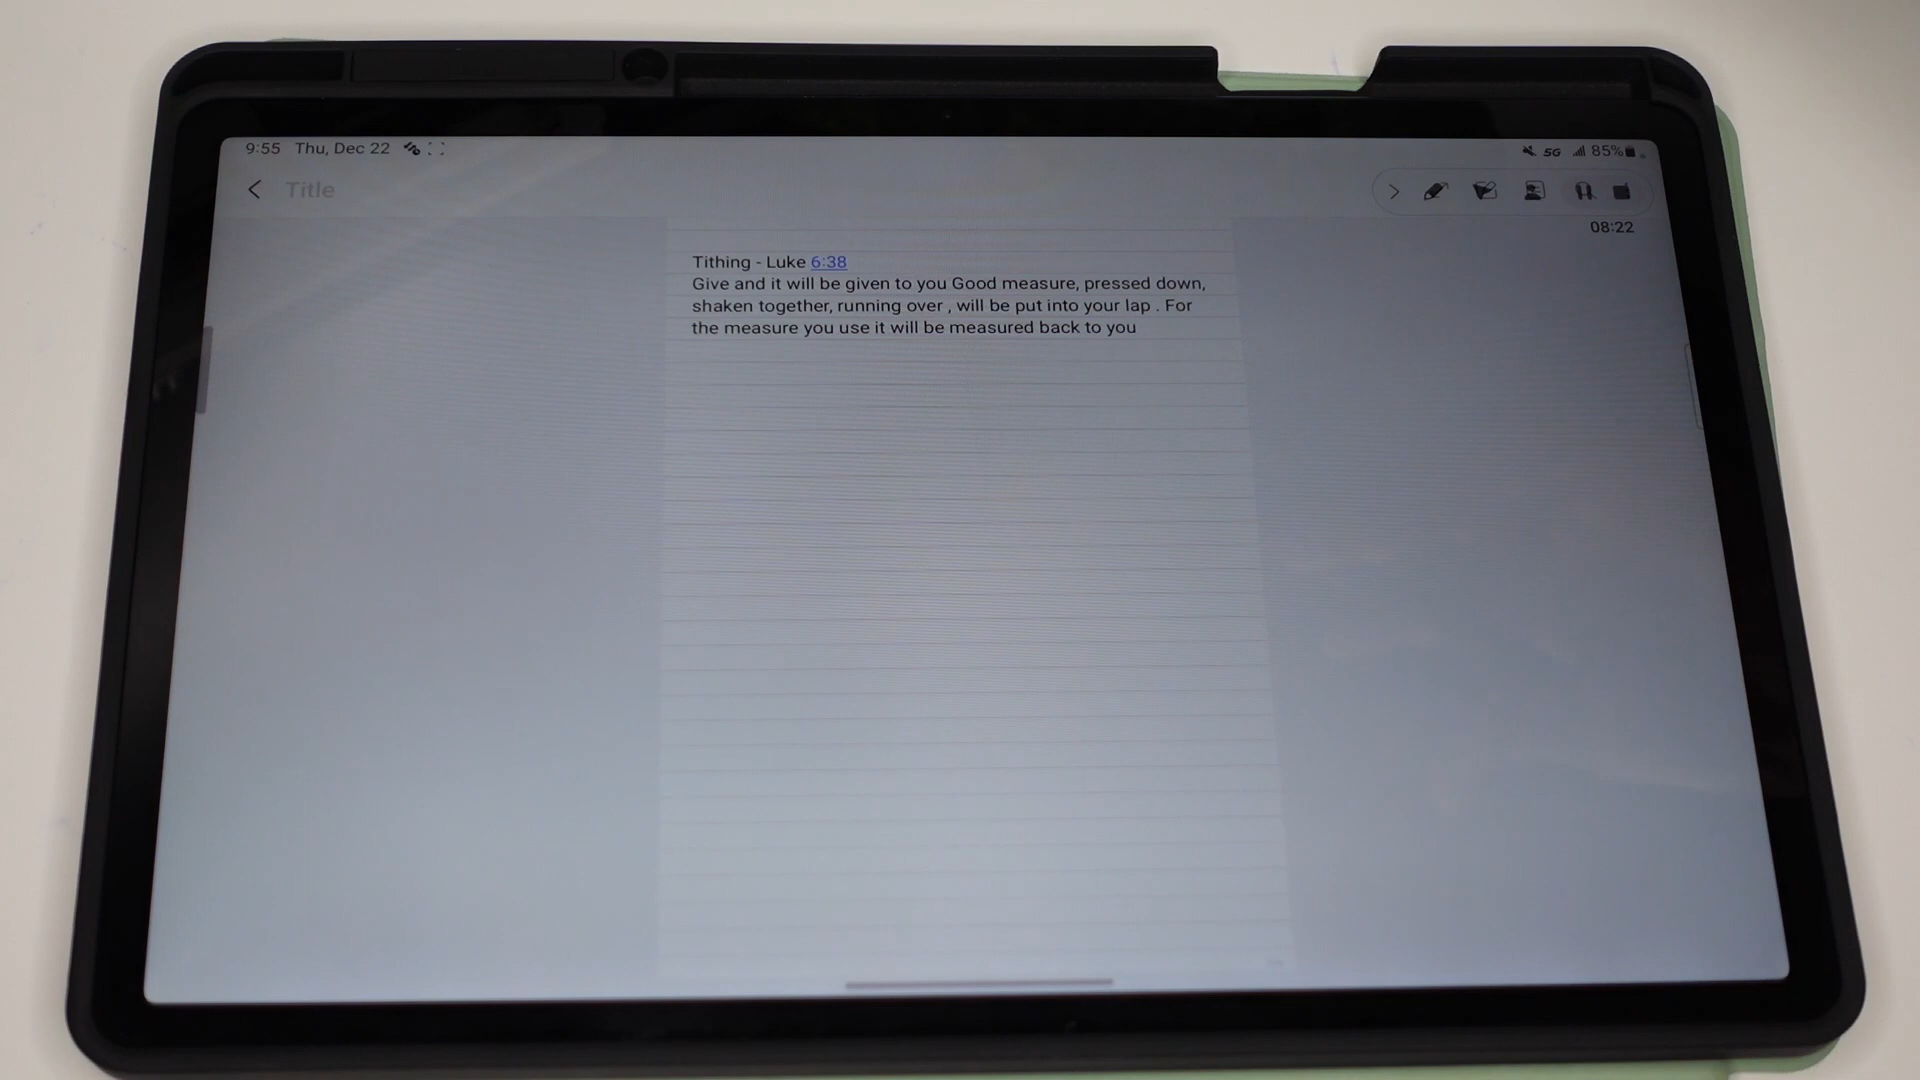 9:55 Thu, Dec 22
5G 85%
Title
08:22
Tithing - Luke 6:38
Give and it will be given to you Good measure, pressed down,
shaken together, running over , will be put into your lap . For
the measure you use it will be measured back to you